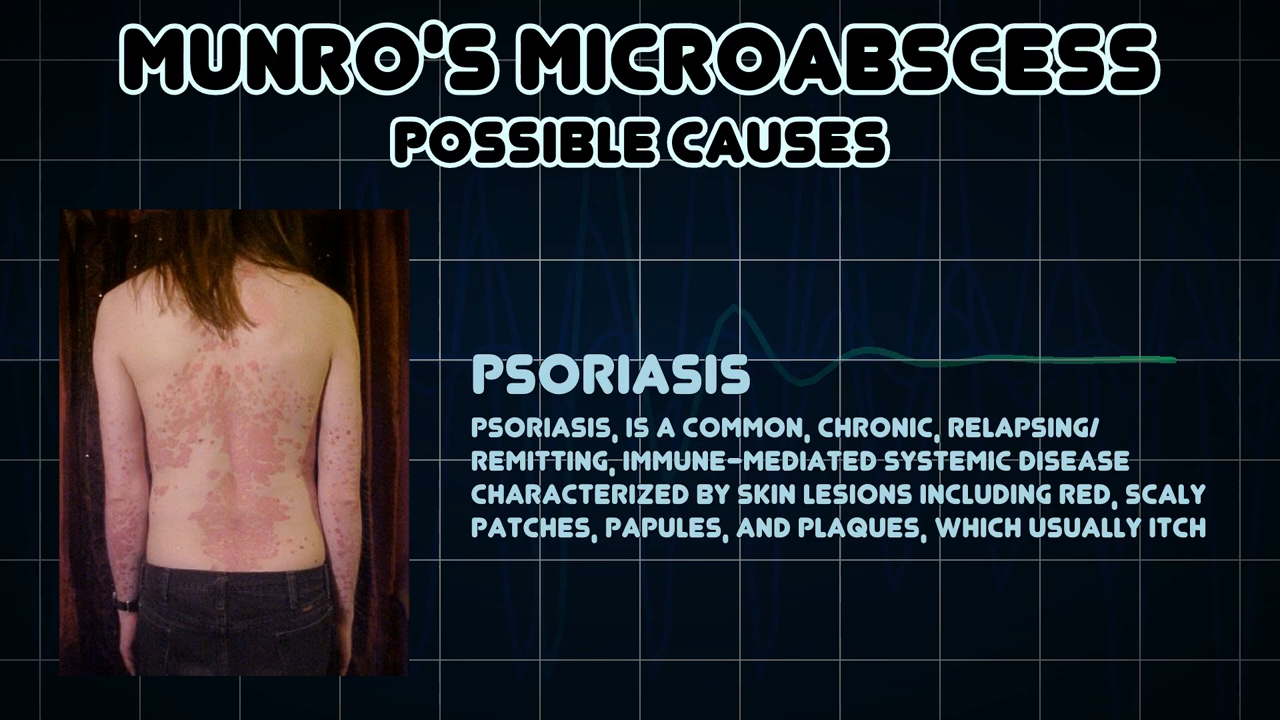 MUNRO'S MICROABSCESS
POSSIBLE CAUSES
PSORIASIS
PSORIASIS, IS A COMMON, CHRONIC, RELAPSING/
REMITTING, IMMUNE-MEDIATED SYSTEMIC DISEASE
CHARACTERIZED BY SKIN LESIONS INCLUDING RED, SCALY
PATCHES, PAPULES, AND PLAQUES, WHICH USUALLY ITCH